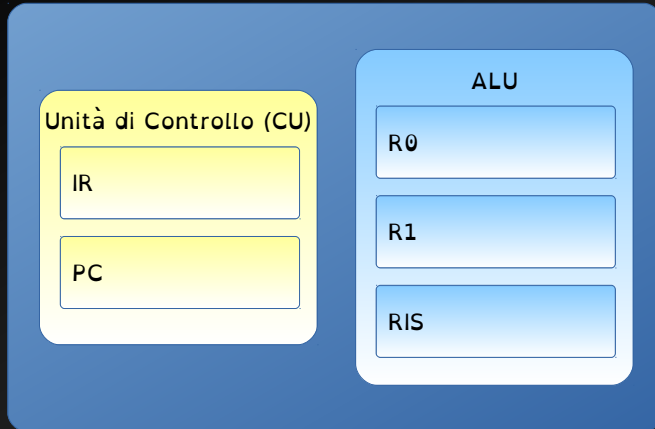 Unità di Controllo (CU)
IR
PC
ALU
R0
R1
RIS